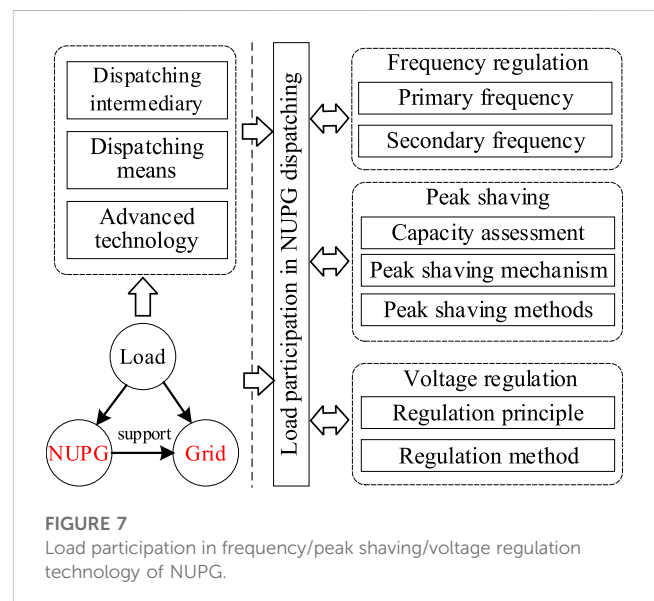 Dispatching
intermediary
Dispatching
means
Advanced
technology
Load
NUPG
support
Grid
Load participation in NUPG dispatching
Frequency regulation
Primary frequency
Secondary frequency
Peak shaving
Capacity assessment
Peak shaving mechanism
Peak shaving methods
Voltage regulation
Regulation principle
Regulation method
FIGURE 7
Load participation in frequency/peak shaving/voltage regulation
technology of NUPG.